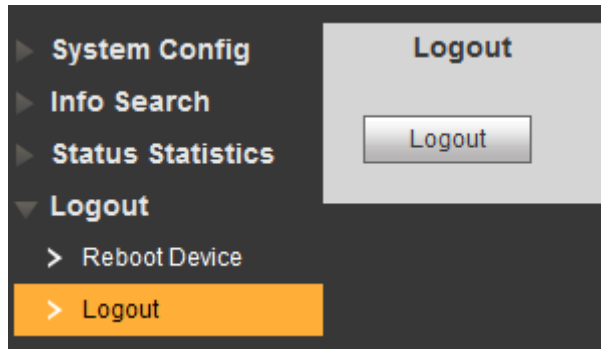 System Config
Info Search
Status Statistics
Logout
Reboot Device
Logout
Logout
Logout